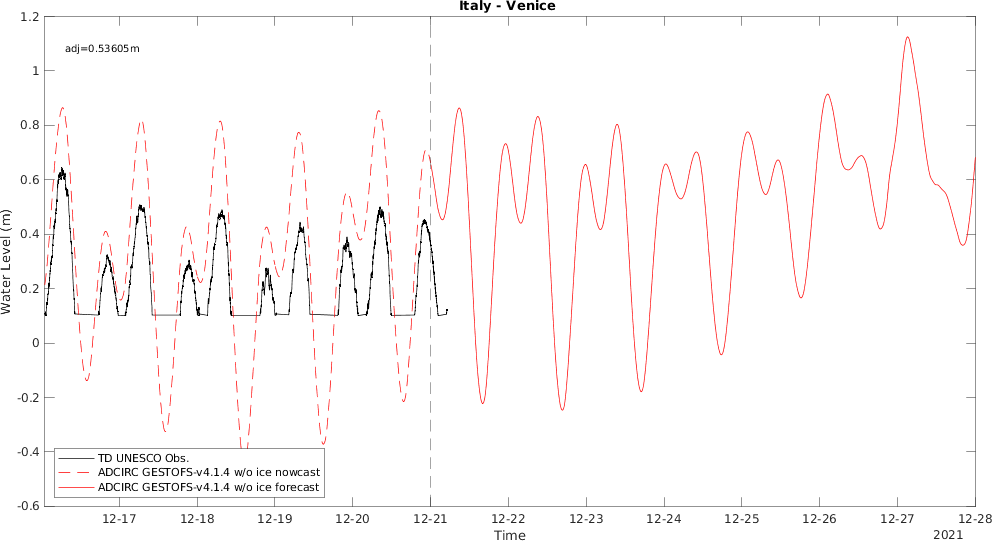 Italy - Venice
1.2
1
0.8
0.6
0.4
0.2
0
-0.2
-0.4
-0.6
Water Level (m)
adj=0.53605m
TD UNESCO Obs.
ADCIRC GESTOFS-v4.1.4 w/o ice nowcast
ADCIRC GESTOFS-v4.1.4 w/o ice forecast
12-17 12-18 12-19 12-20 12-21 12-22 12-23 12-24 12-25 12-26 12-27 12-28
Time
2021